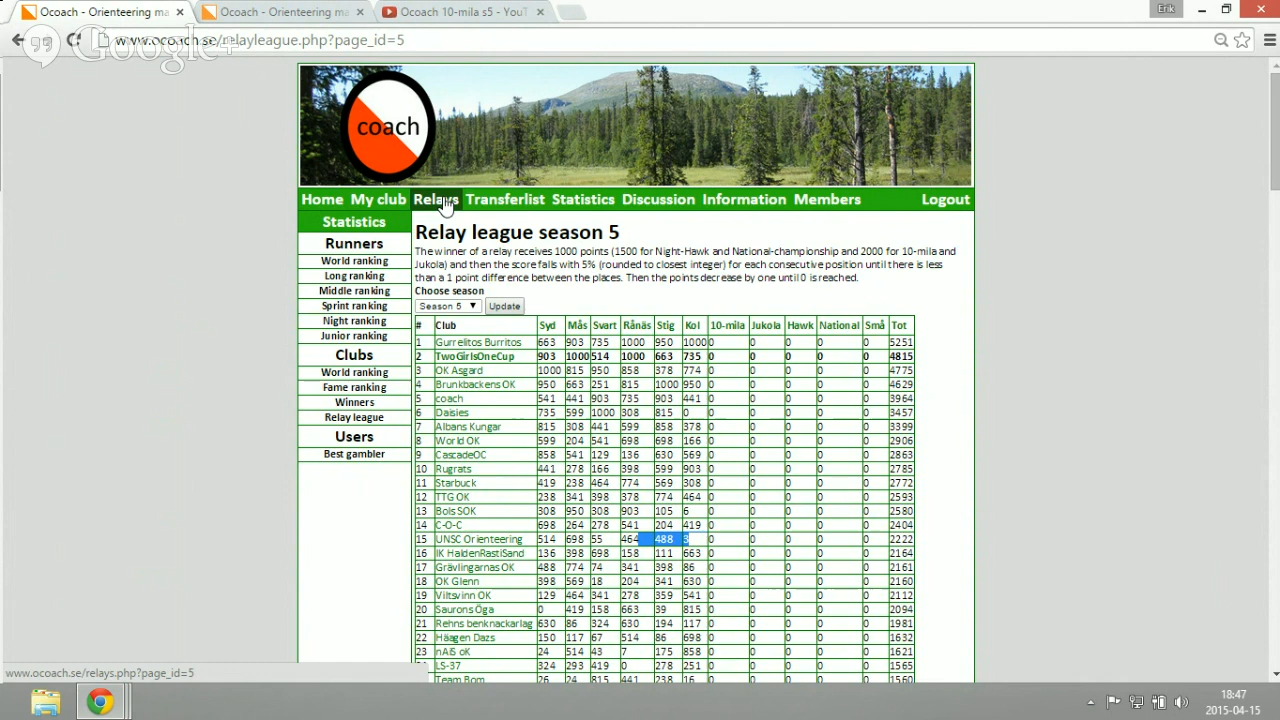 Ocoach - Orienteering ma
Ocoach - Orienteering ma
Ocoach 10-mila s5 - YouT
Erik
www.ocoach.se/relayleague.php?page_id=5
Google+
coach
Home My club Relays Transferlist Statistics Discussion Information Members Logout
Statistics
Runners
World ranking
Long ranking
Middle ranking
Sprint ranking
Night ranking
Junior ranking
Clubs
World ranking
Fame ranking
Winners
Relay league
Users
Best gambler
Relay league season 5
The winner of a relay receives 1000 points (1500 for Night-Hawk and National-championship and 2000 for 10-mila and
Jukola) and then the score falls with 5% (rounded to closest integer) for each consecutive position until there is less
than a 1 point difference between the places. Then the points decrease by one until 0 is reached.
Choose season
Season 5 Update
# Club Syd Mås Svart Rånäs Stig Kol 10-mila Jukola Hawk National Små Tot
1 Gurrelitos Burritos 663 903 735 1000 950 1000 0 0 0 0 0 5251
2 TwoGirlsOneCup 903 1000 514 1000 663 735 0 0 0 0 0 4815
3 OK Asgard 1000 815 950 858 378 774 0 0 0 0 0 4775
4 Brunkbackens OK 950 663 251 815 1000 950 0 0 0 0 0 4629
5 coach 541 441 903 735 903 441 0 0 0 0 0 3964
6 Daisies 735 599 1000 308 815 0 0 0 0 0 0 3457
7 Albans Kungar 815 308 441 599 858 378 0 0 0 0 0 3399
8 World OK 599 204 541 698 698 166 0 0 0 0 0 2906
9 CascadeOC 858 541 129 136 630 569 0 0 0 0 0 2863
10 Rugrats 441 278 166 398 599 903 0 0 0 0 0 2785
11 Starbuck 419 238 464 774 569 308 0 0 0 0 0 2772
12 TTG OK 238 341 398 378 774 464 0 0 0 0 0 2593
13 Bols SOK 308 950 308 903 105 6 0 0 0 0 0 2580
14 C-O-C 698 264 278 541 204 419 0 0 0 0 0 2404
15 UNSC Orienteering 514 698 55 464 488 3 0 0 0 0 0 2222
16 IK HaldenRastiSand 136 398 698 158 111 663 0 0 0 0 0 2164
17 Grävlingarnas OK 488 774 74 341 398 86 0 0 0 0 0 2161
18 OK Glenn 398 569 18 204 341 630 0 0 0 0 0 2160
19 Viltsvinn OK 129 464 341 278 359 541 0 0 0 0 0 2112
20 Saurons Öga 0 419 158 663 39 815 0 0 0 0 0 2094
21 Rehns benknackarlag 630 86 324 630 194 117 0 0 0 0 0 1981
22 Häagen Dazs 150 117 67 514 86 698 0 0 0 0 0 1632
23 nAIS oK 24 514 43 7 175 858 0 0 0 0 0 1621
LS-37 324 293 419 0 278 251 0 0 0 0 0 1565
Team Bom 26 24 815 441 238 16 0 0 0 0 0 1560
www.ocoach.se/relays.php?page_id=5
18:47
2015-04-15